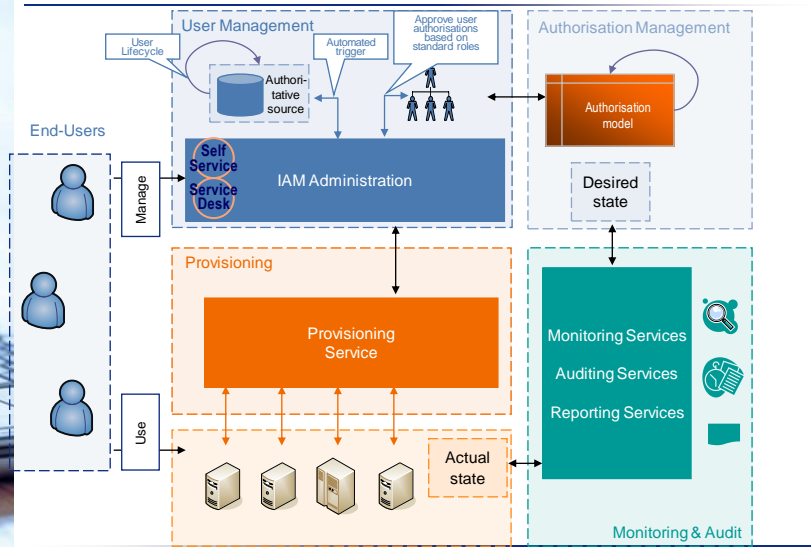 User Management
User
Lifecycle
Automated
trigger
Approve user
authorisations
based on
standard roles
Authori-
tative
source
Authorisation Management
Authorisation
model
End-Users
Self
Service
Service
Desk
IAM Administration
Manage
Desired
state
Provisioning
Provisioning
Service
Monitoring Services
Auditing Services
Reporting Services
Use
Actual
state
Monitoring & Audit